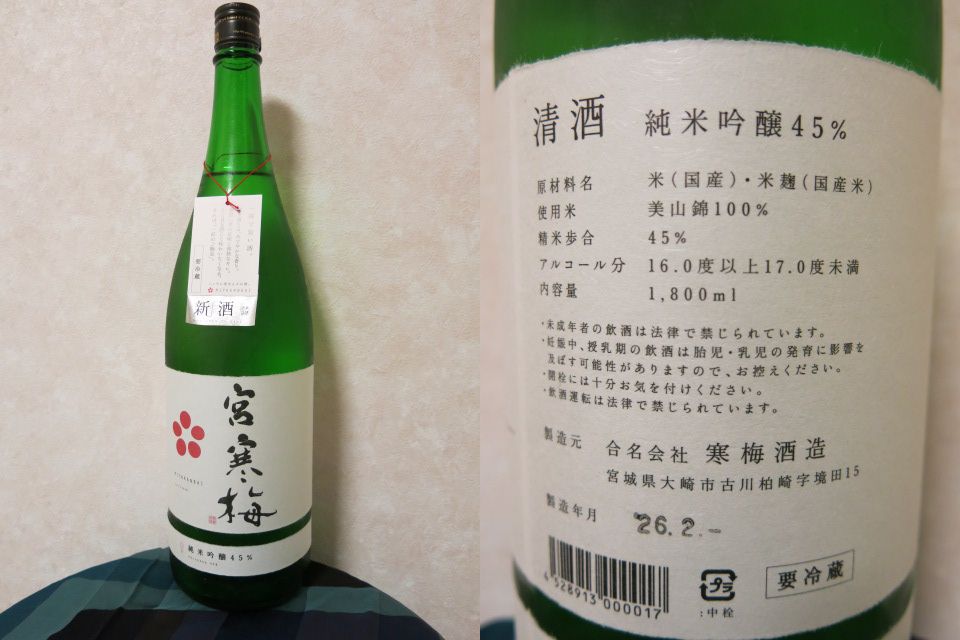 要冷蔵
新酒
宮寒梅
純米吟醸45%
清酒 純米吟醸45%
原材料名 米(国産)・米麹(国産米)
使用米 美山錦100%
精米歩合 45%
アルコール分 16.0度以上17.0度未満
内容量 1,800ml
・未成年者の飲酒は法律で禁じられています。
・妊娠中、授乳期の飲酒は胎児・乳児の発育に影響を
及ぼす可能性がありますので、お控えください。
・開栓には十分お気を付けください。
・飲酒運転は法律で禁じられています。
製造元 合名会社 寒梅酒造
宮城県大崎市古川柏崎字境田15
製造年月 26.2.-
4528913000017
プラ
中栓:
要冷蔵